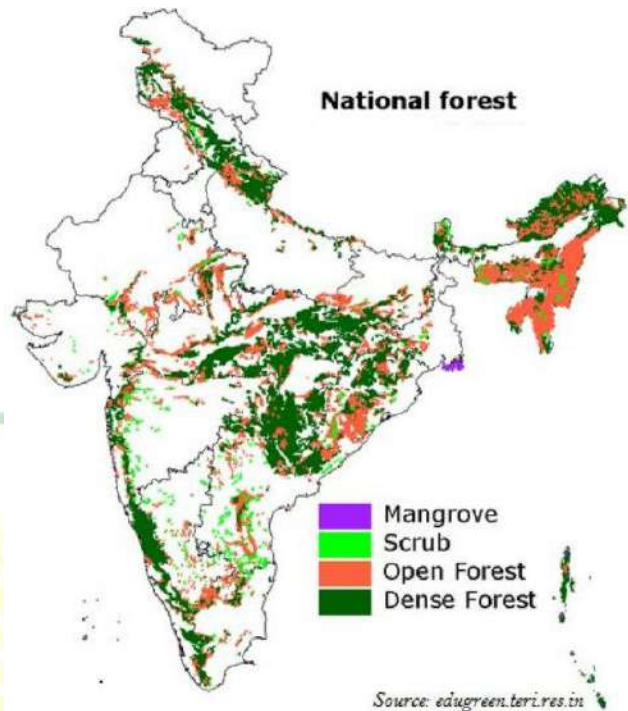 National forest
Mangrove
Scrub
Open Forest
Dense Forest
Source: edugreen.teri.res.in